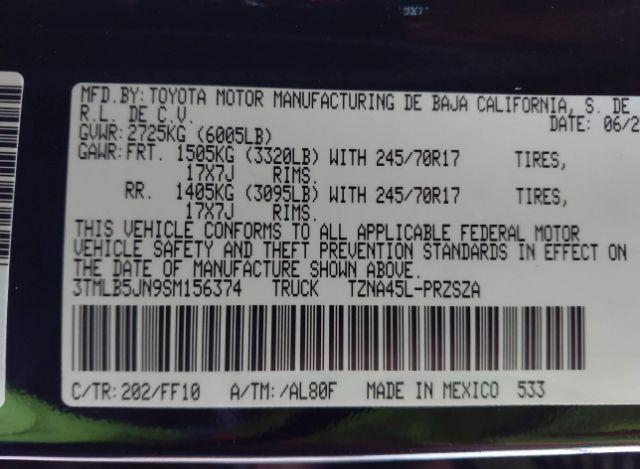 MFD.BY:TOYOTA MOTOR MANUFACTURING DE BAJA CALIFORNIA, S. DE
R.L. DE C.V.
DATE: 06/2
GVWR:2725KG (6005LB)
GAWR:FRT. 1505KG (3320LB) WITH 245/70R17 TIRES,
17X7J RIMS.
RR. 1405KG (3095LB) WITH 245/70R17 TIRES,
17X7J RIMS.
THIS VEHICLE CONFORMS TO ALL APPLICABLE FEDERAL MOTOR
VEHICLE SAFETY AND THEFT PREVENTION STANDARDS IN EFFECT ON
THE DATE OF MANUFACTURE SHOWN ABOVE.
3TMLB5JN9SM156374 TRUCK TZNA45L-PRZSZA
C/TR:202/FF10 A/TM:/AL80F MADE IN MEXICO 533